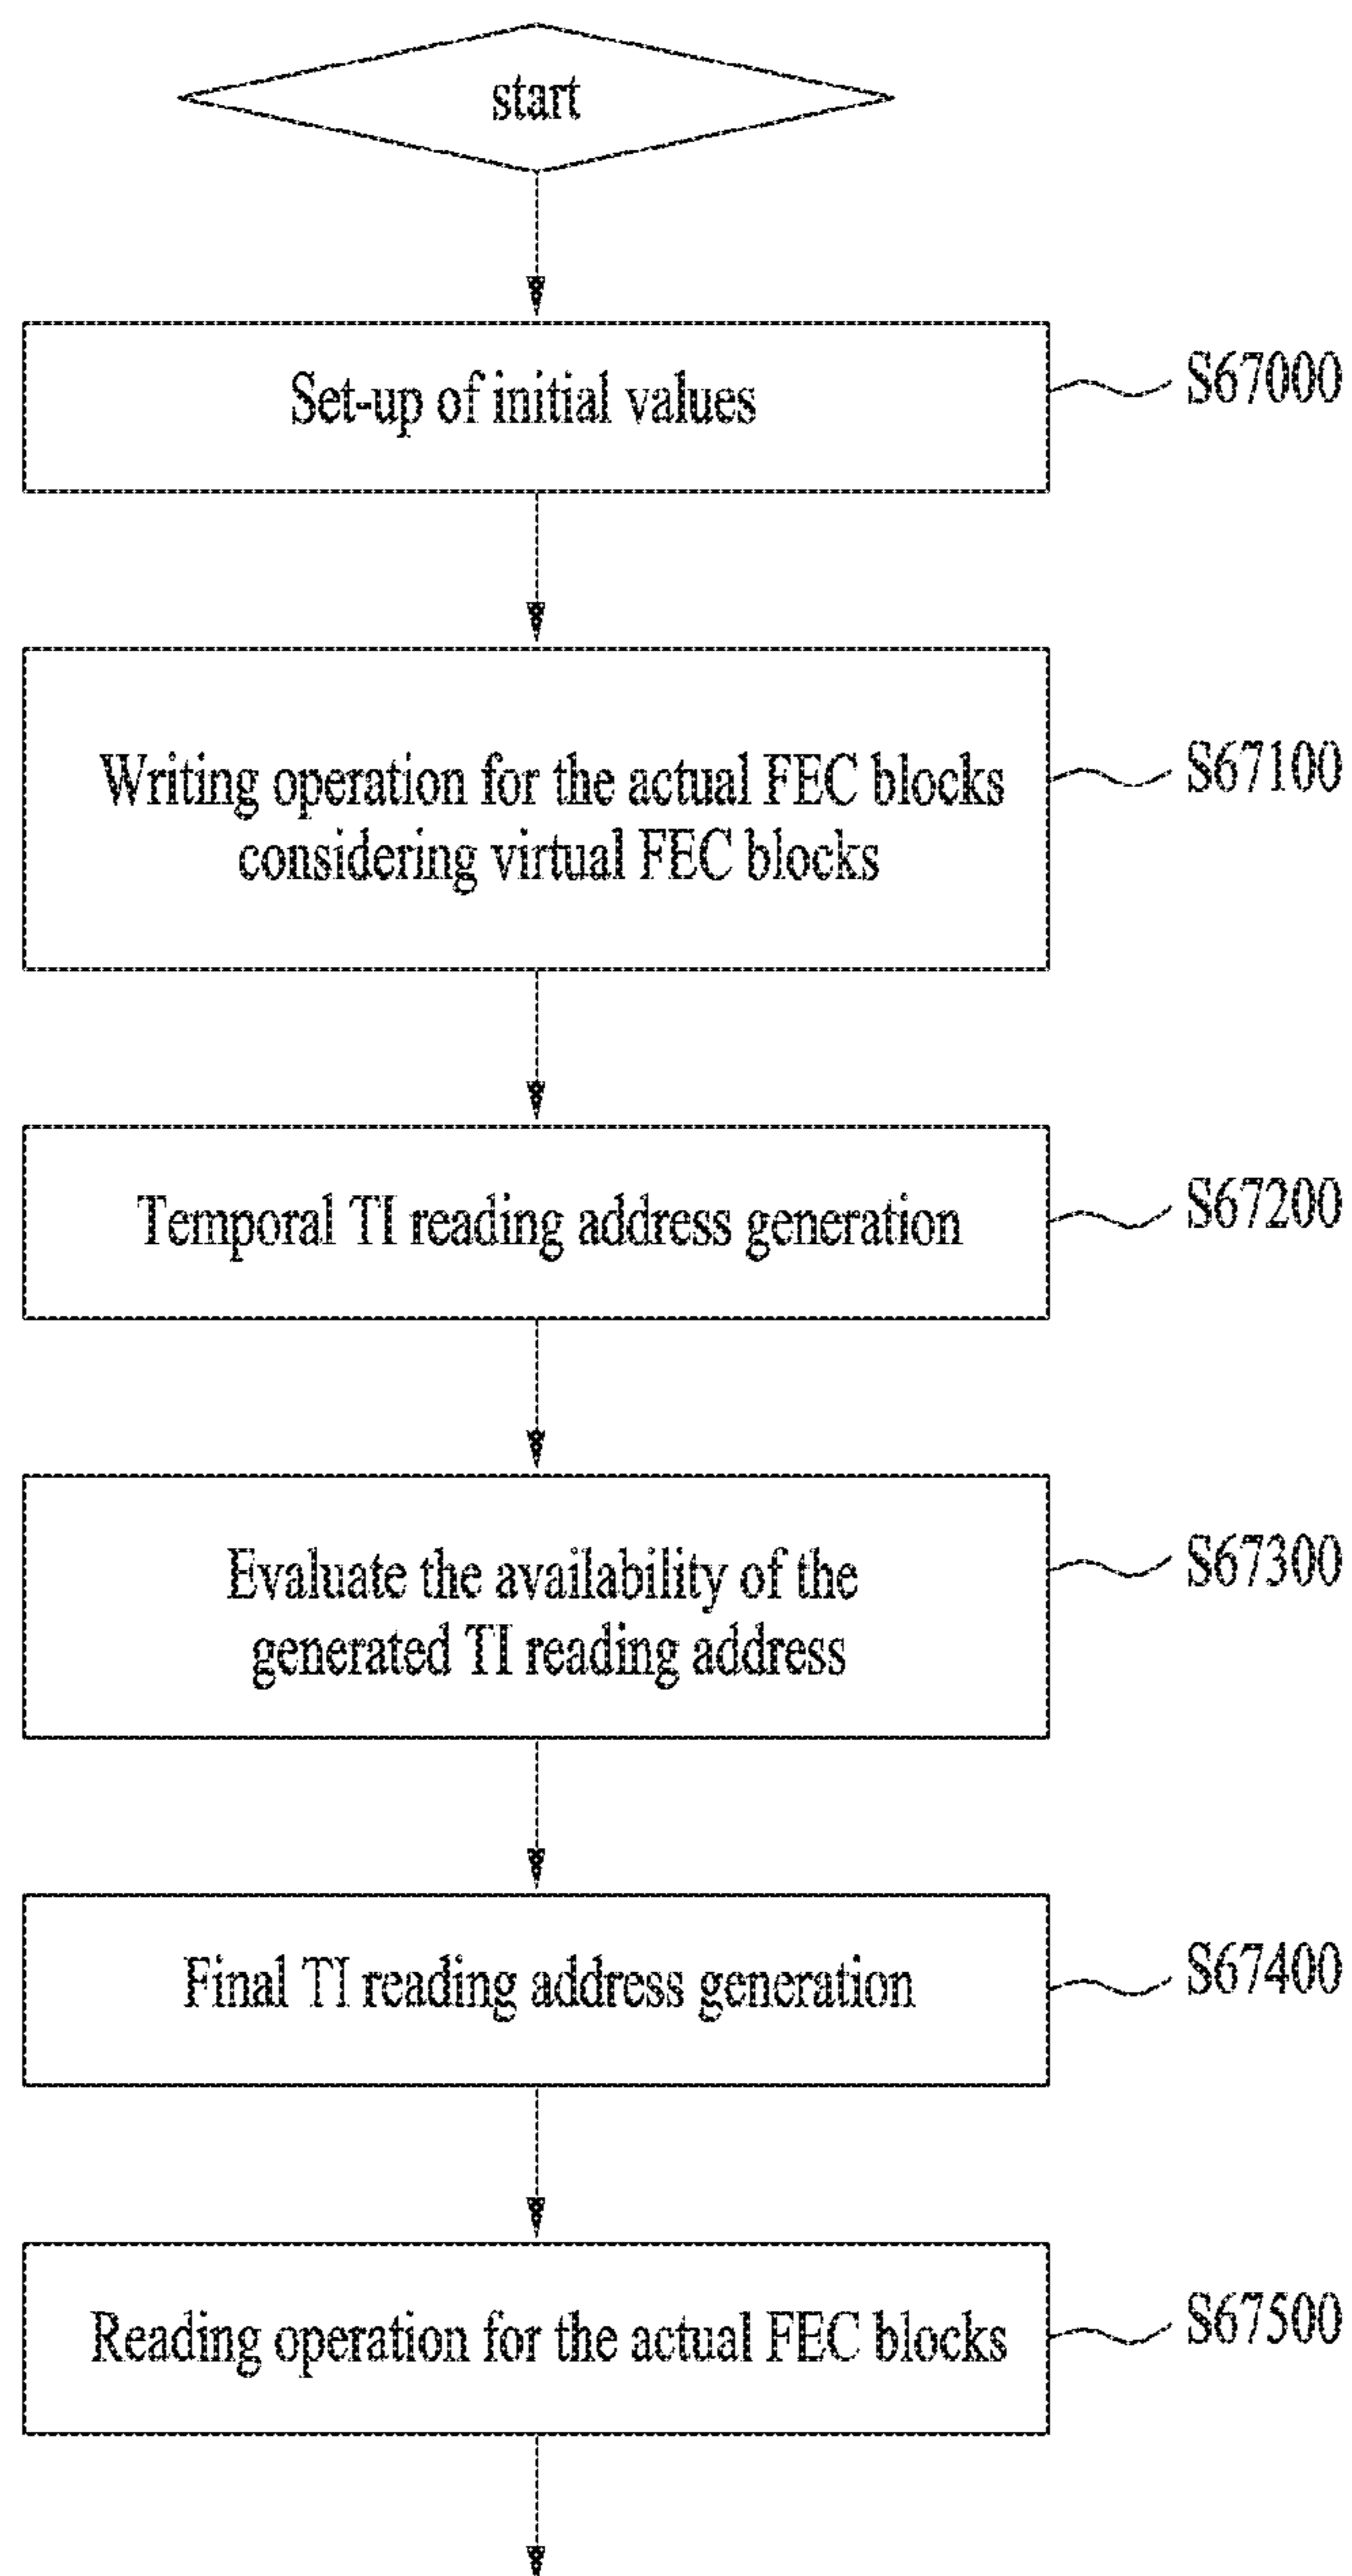 start
Set-up of initial values
S67000
Writing operation for the actual FEC blocks
considering virtual FEC blocks
S67100
Temporal TI reading address generation
S67200
Evaluate the availability of the
generated TI reading address
S67300
Final TI reading address generation
S67400
Reading operation for the actual FEC blocks
S67500